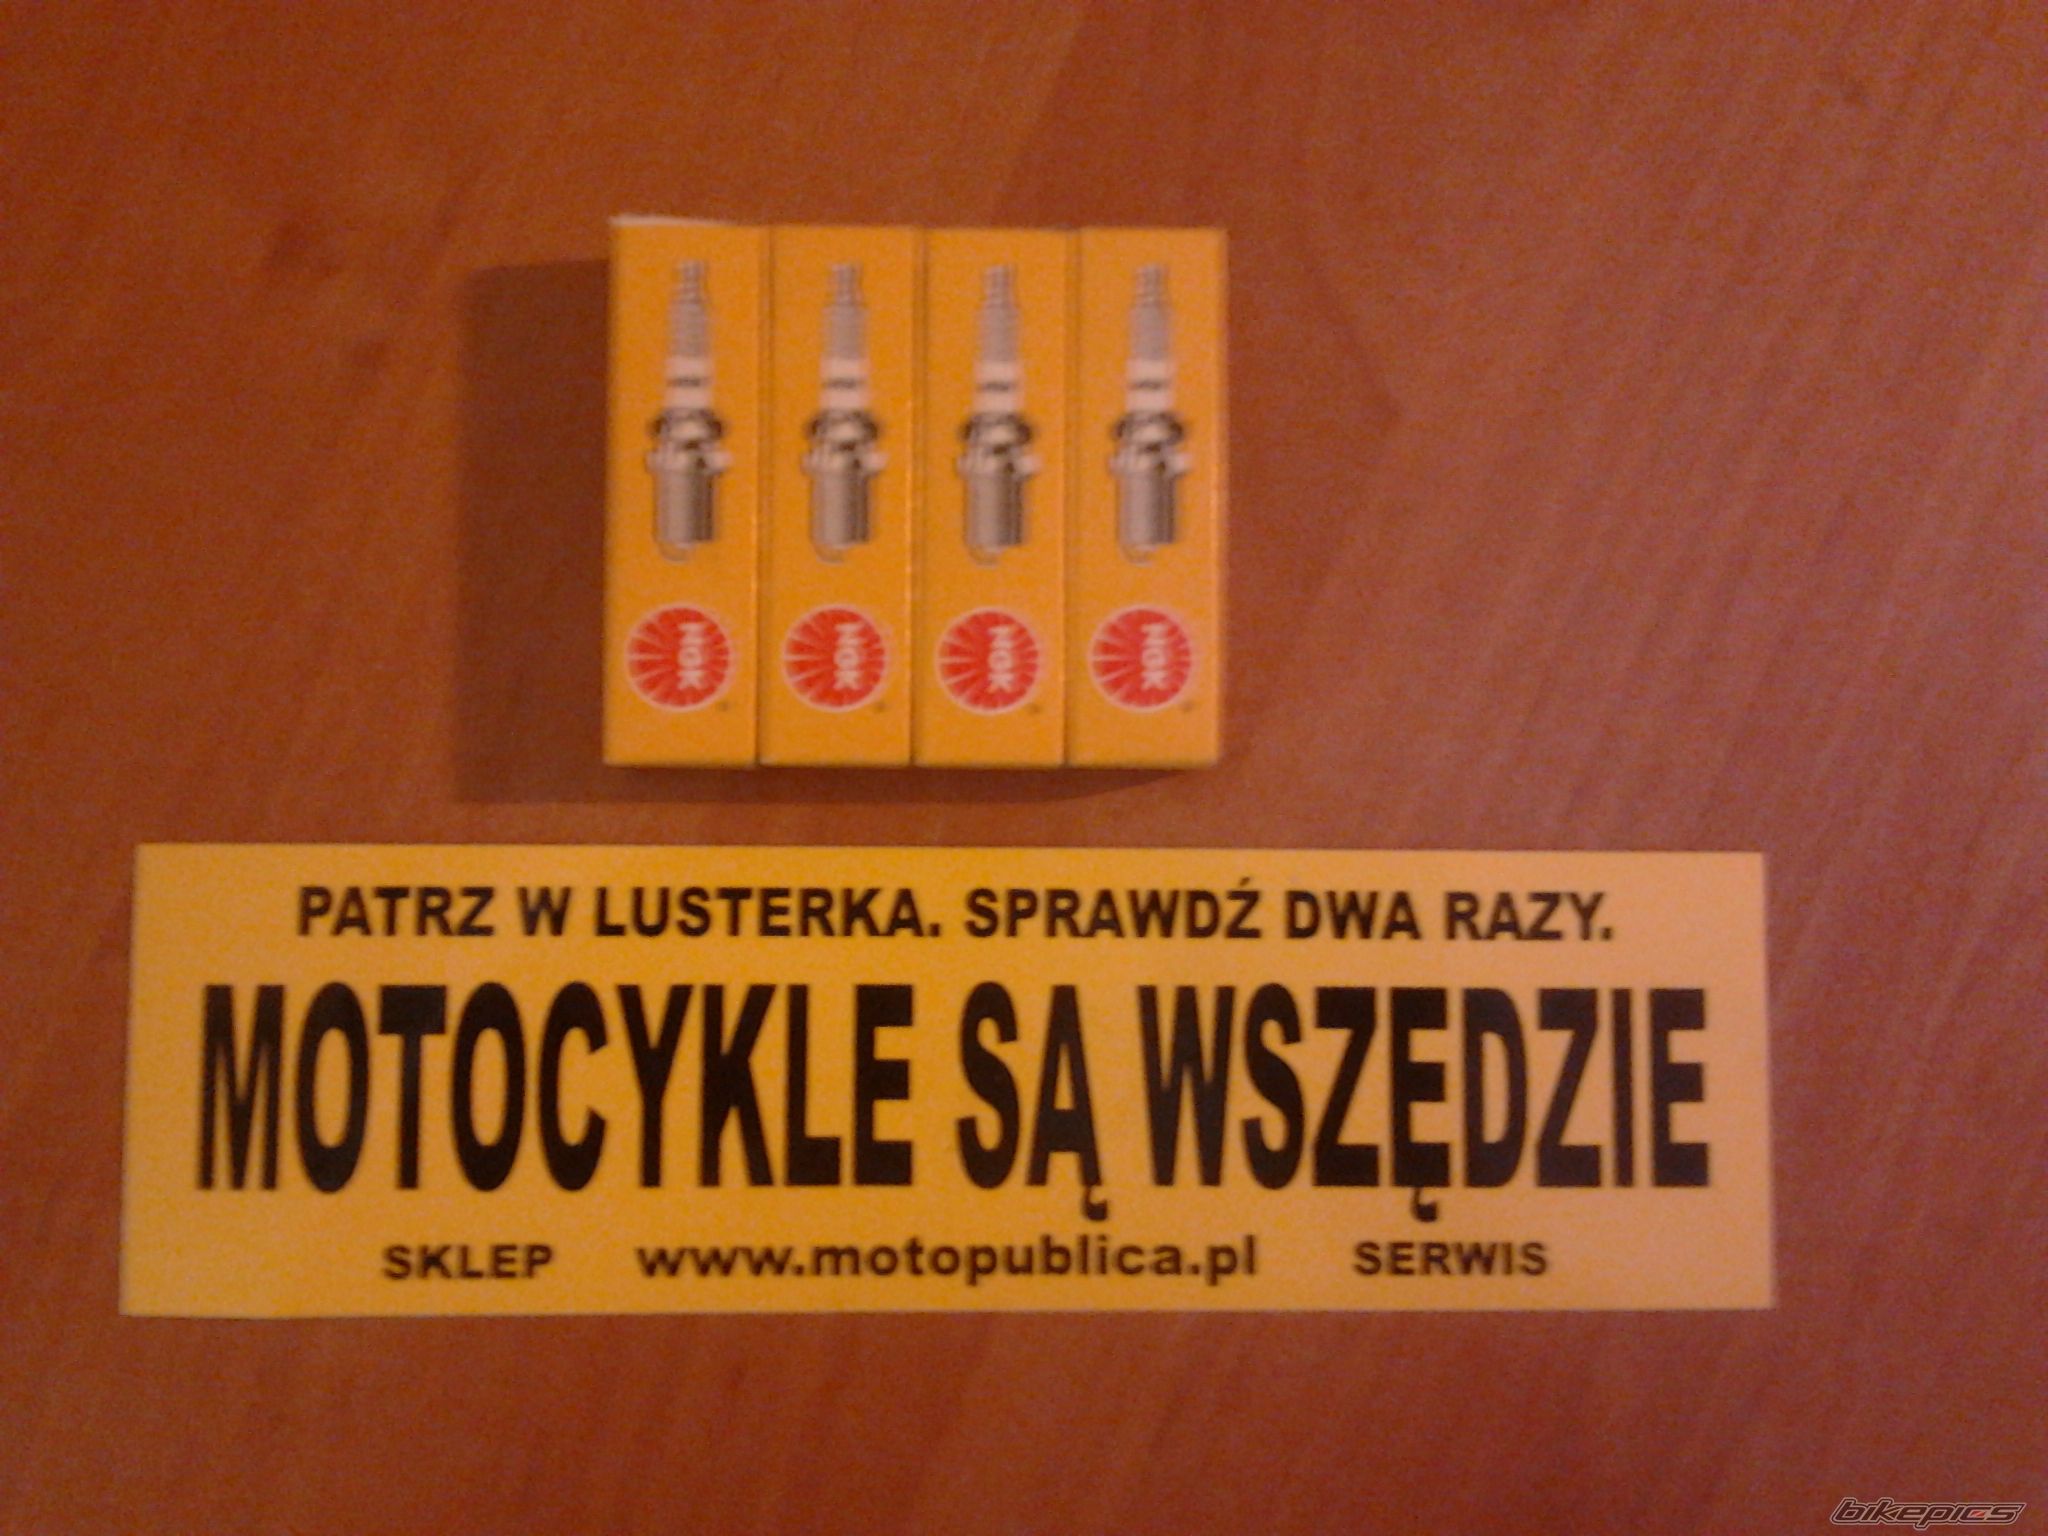 NGK NGK NGK NGK
PATRZ W LUSTERKA. SPRAWDŹ DWA RAZY.
MOTOCYKLE SĄ WSZĘDZIE
SKLEP www.motopublica.pl SERWIS
bikepics